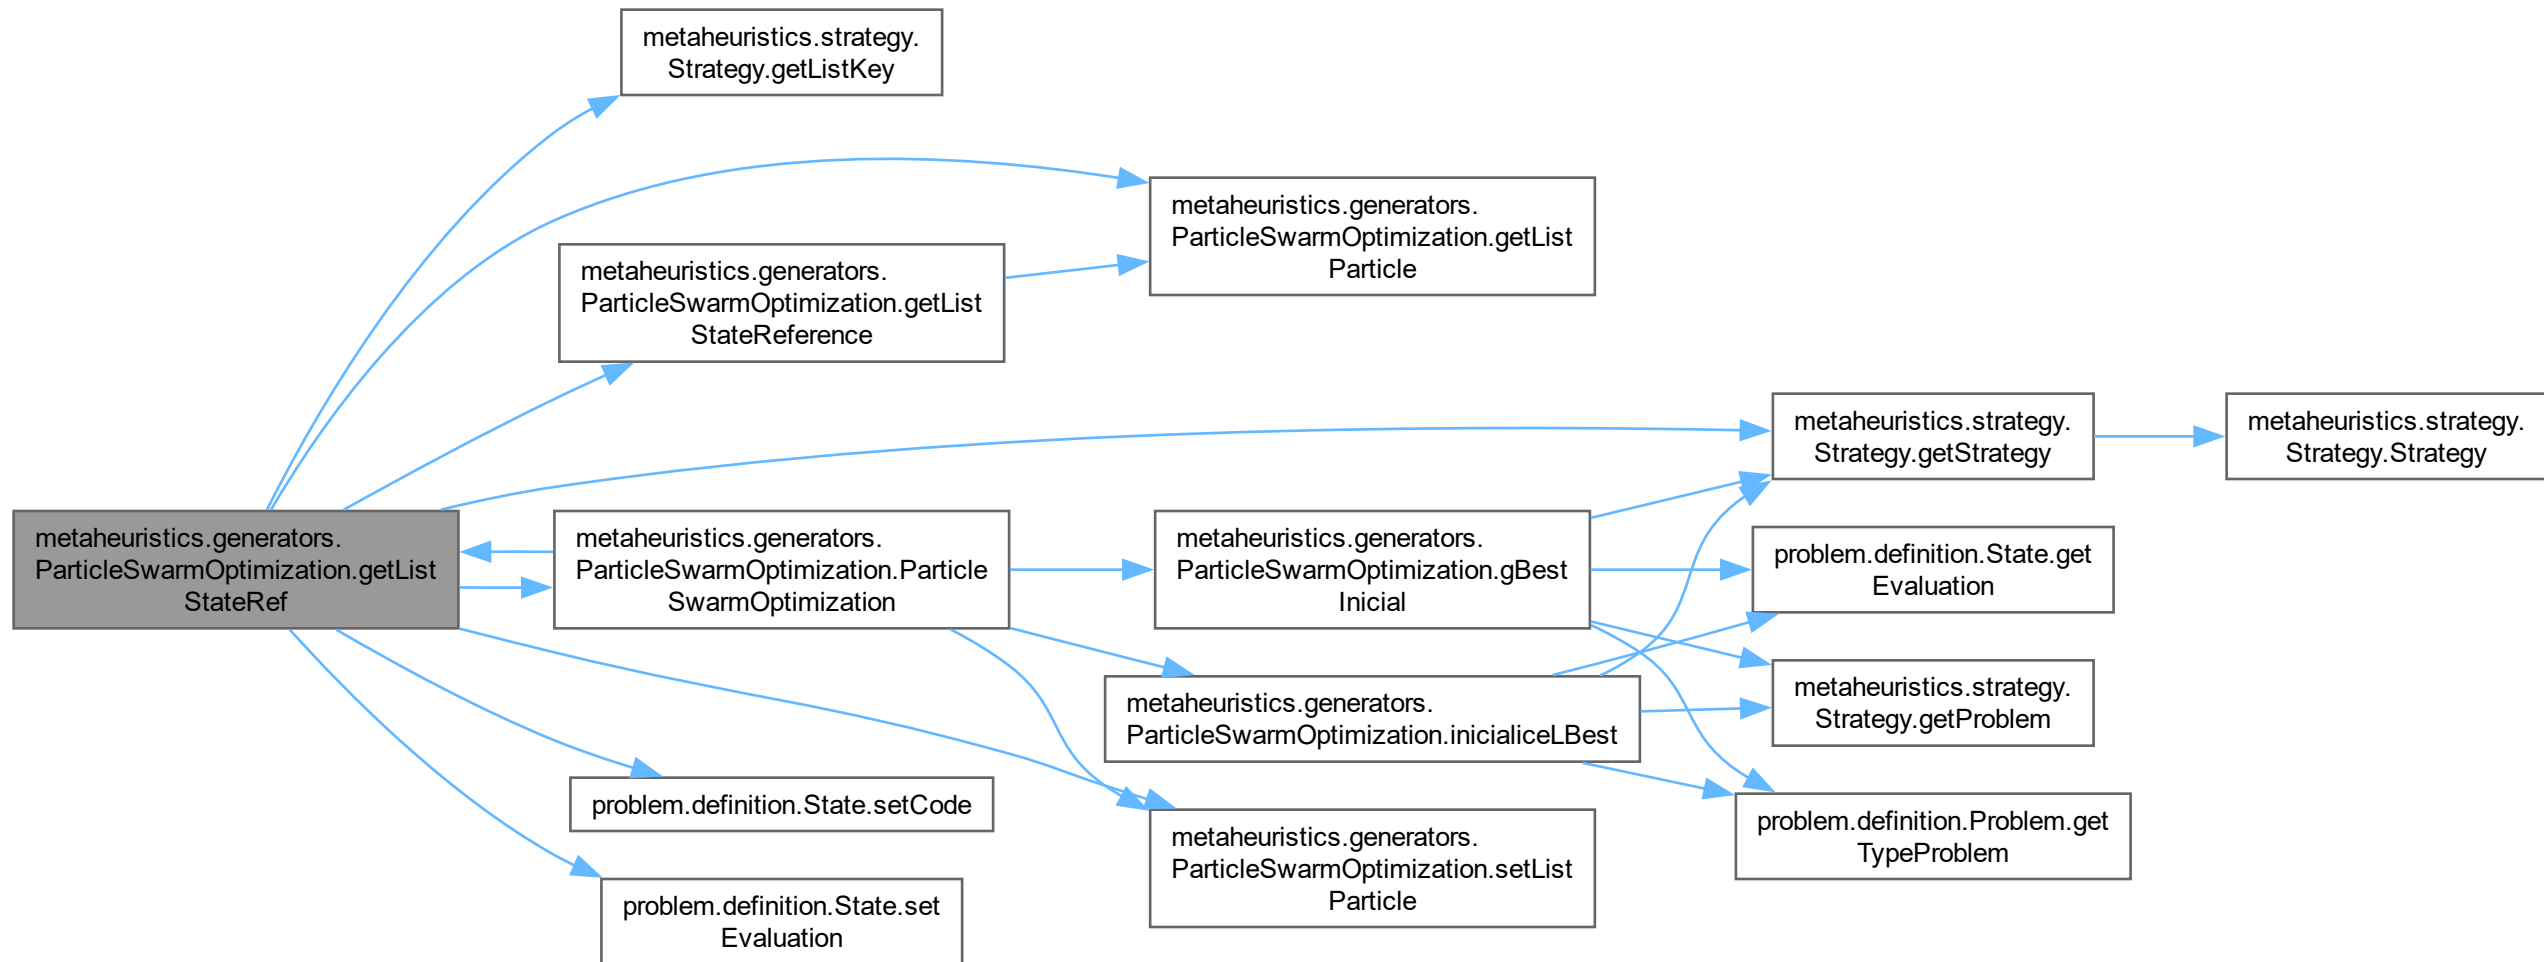 metaheuristics.strategy.
Strategy.getListKey
metaheuristics.generators.
ParticleSwarmOptimization.getList
Particle
metaheuristics.generators.
ParticleSwarmOptimization.getList
StateReference
metaheuristics.strategy.
Strategy.getStrategy
metaheuristics.strategy.
Strategy.Strategy
metaheuristics.generators.
ParticleSwarmOptimization.getList
StateRef
metaheuristics.generators.
ParticleSwarmOptimization.Particle
SwarmOptimization
metaheuristics.generators.
ParticleSwarmOptimization.gBest
Inicial
problem.definition.State.get
Evaluation
metaheuristics.generators.
ParticleSwarmOptimization.inicialiceLBest
metaheuristics.strategy.
Strategy.getProblem
problem.definition.State.setCode
metaheuristics.generators.
ParticleSwarmOptimization.setList
Particle
problem.definition.Problem.get
TypeProblem
problem.definition.State.set
Evaluation